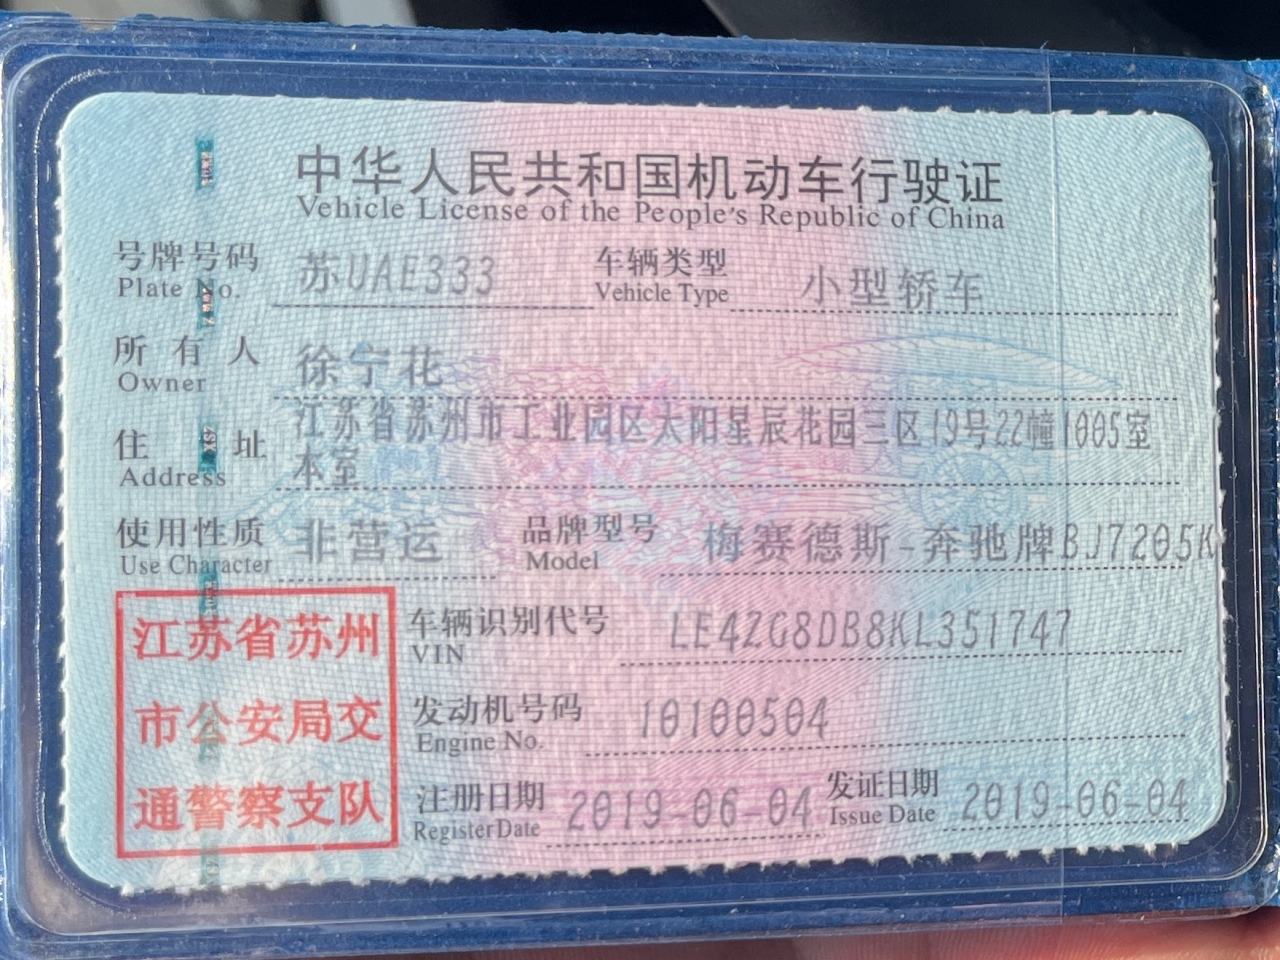 中华人民共和国机动车行驶证
Vehicle License of the People's Republic of China
号牌号码 苏UAE333 车辆类型 小型轿车
Plate No. Vehicle Type
所有人 徐宁花
Owner
江苏省苏州市工业园区太阳星辰花园三区19号22幢1005室
住址 本室
Address
使用性质 非营运 品牌型号 梅赛德斯-奔驰牌BJ7205K
Use Character Model
江苏省苏州 车辆识别代号 LE4ZG8DB8KL351747
VIN
市公安局交 发动机号码 10100504
Engine No.
通警察支队 注册日期 2019-06-04 发证日期 2019-06-04
Register Date Issue Date